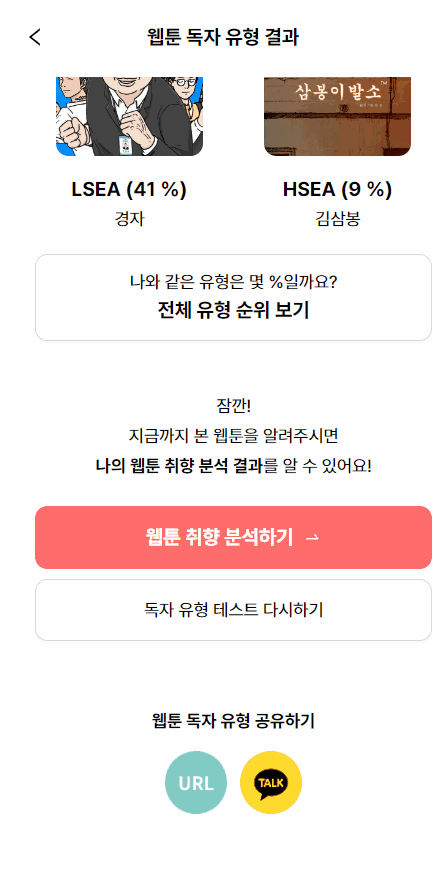 웹툰 독자 유형 결과
삼봉이발소
LSEA (41 %)
HSEA (9 %)
경자
김삼봉
나와 같은 유형은 몇 %일까요?
전체 유형 순위 보기
잠깐!
지금까지 본 웹툰을 알려주시면
나의 웹툰 취향 분석 결과를 알 수 있어요!
웹툰 취향 분석하기 →
독자 유형 테스트 다시하기
웹툰 독자 유형 공유하기
URL
TALK